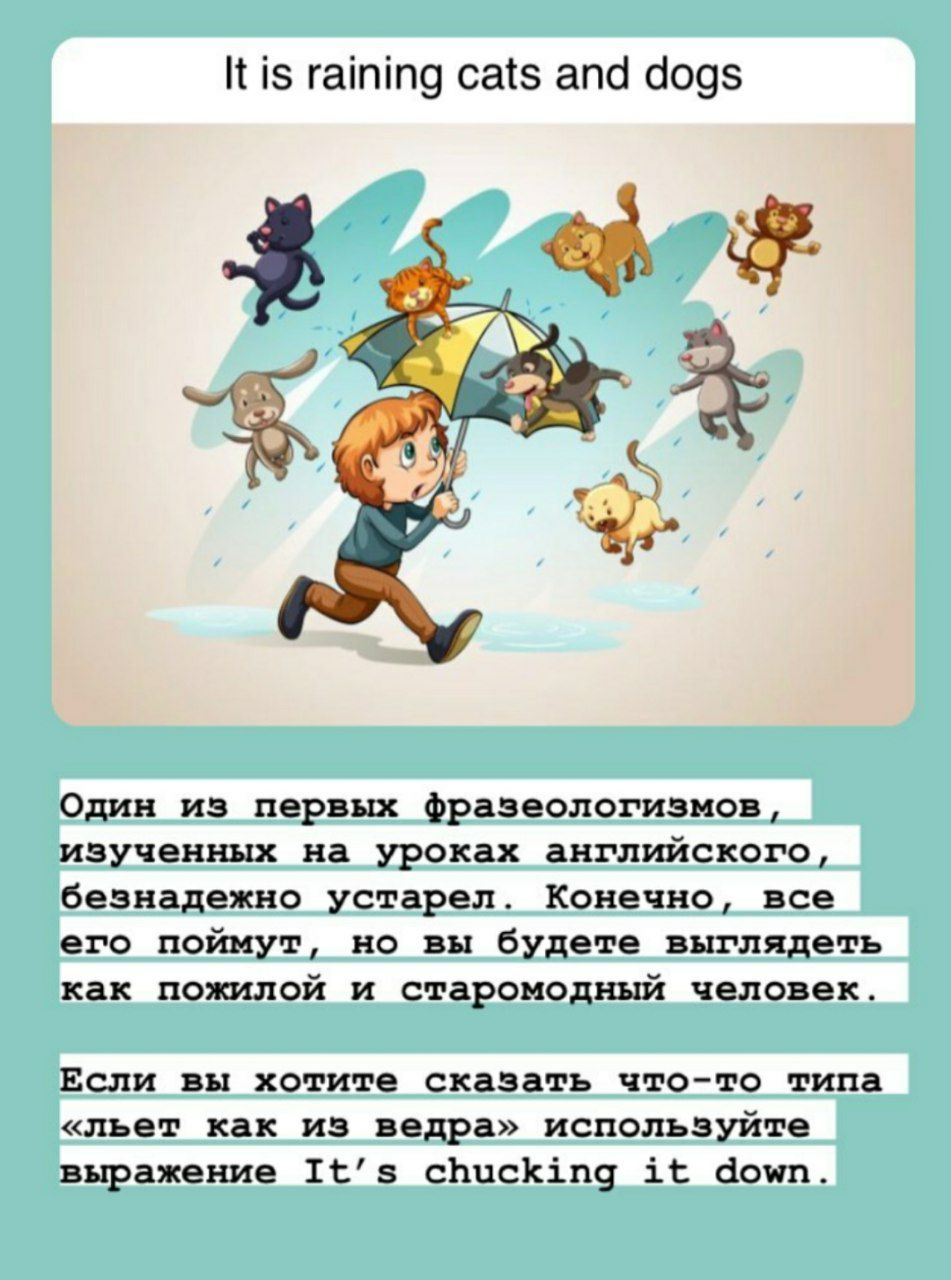 It is raining cats and dogs
Один из первых фразеологизмов,
изученных на уроках английского,
безнадежно устарел. Конечно, все
его поймут, но вы будете выглядеть
как пожилой и старомодный человек.
Если вы хотите сказать что-то типа
«льет как из ведра» используйте
выражение It’s chucking it down.